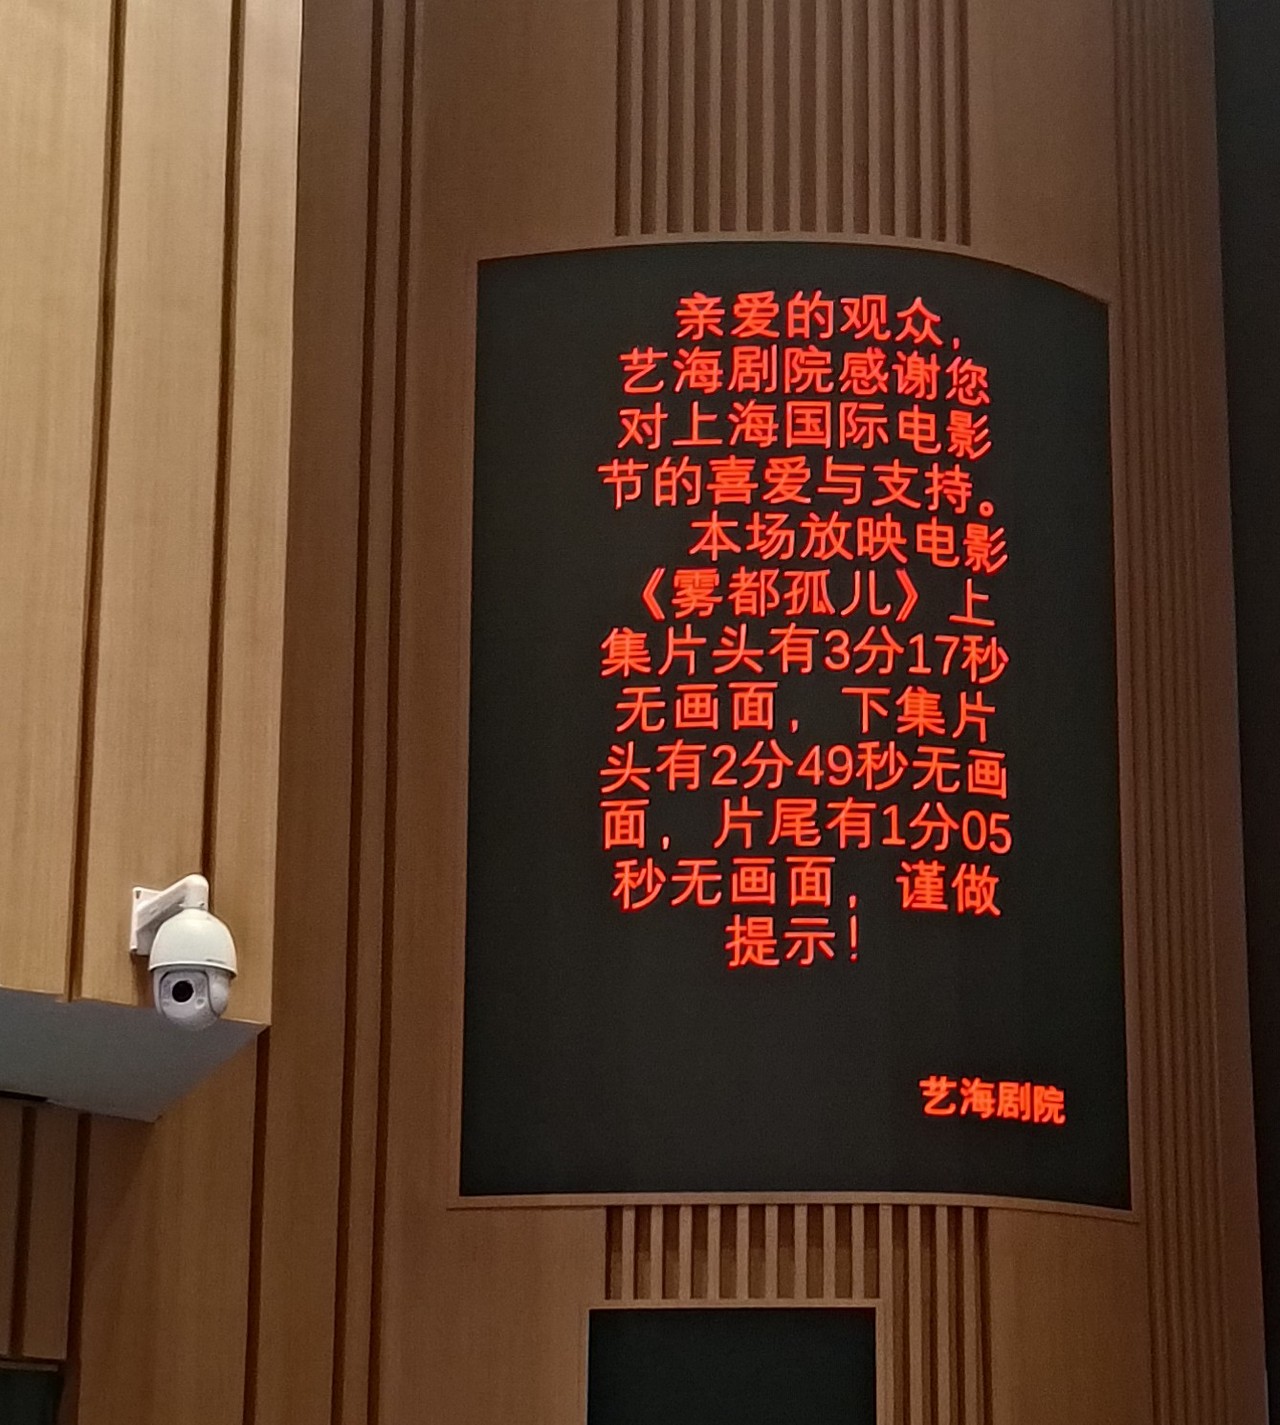 亲爱的观众,
艺海剧院感谢您
对上海国际电影
节的喜爱与支持。
本场放映电影
《雾都孤儿》上
集片头有3分17秒
无画面，下集片
头有2分49秒无画
面，片尾有1分05
秒无画面，谨做
提示！
艺海剧院